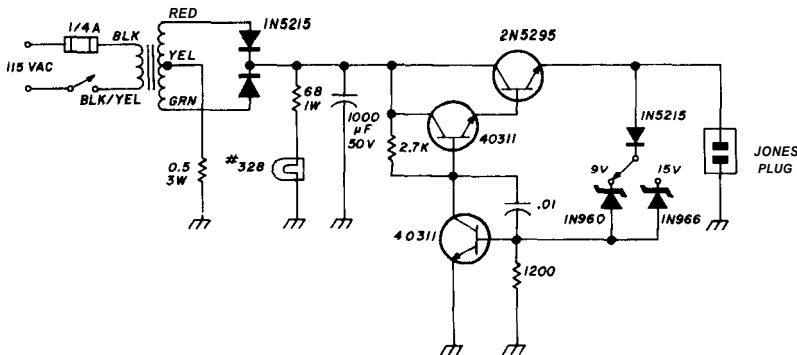 1/4A
BLK
RED
YEL
GRN
115 VAC
BLK/YEL
1N5215
0.5
3W
68
1W
#328
1000
µF
50V
2.7K
2N5295
40311
40311
.01
1200
1N5215
9V
15V
1N960
1N966
JONES
PLUG